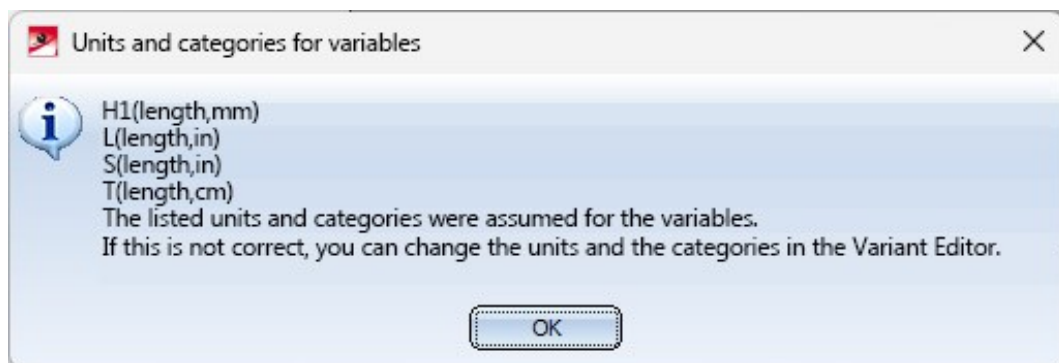 Units and categories for variables
H1(length,mm)
L(length,in)
S(length,in)
T(length,cm)
The listed units and categories were assumed for the variables.
If this is not correct, you can change the units and the categories in the Variant Editor.
OK